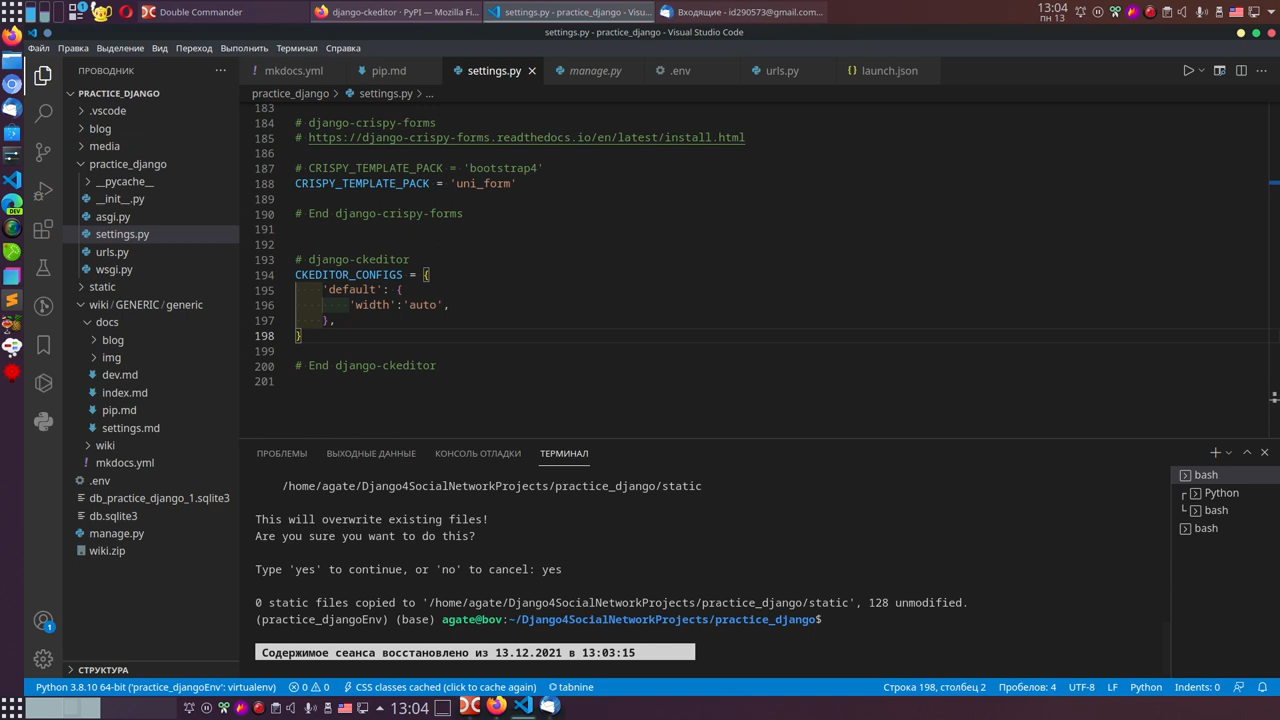 Double Command
django-ckeditor · PyPI — Mozilla Fi...
settings.py - practice_django - Visu...
Входящие - id290573@gmail.com...
13:04
пн 13
settings.py - practice_django - Visual Studio Code
Файл Правка Выделение Вид Переход Выполнить Терминал Справка
ПРОВОДНИК
mkdocs.yml
pip.md
settings.py
manage.py
.env
urls.py
launch.json
PRACTICE_DJANGO
practice_django > settings.py > ...
.vscode
blog
media
practice_django
__pycache__
__init__.py
asgi.py
settings.py
urls.py
wsgi.py
static
wiki / GENERIC / generic
docs
blog
img
dev.md
index.md
pip.md
settings.md
wiki
mkdocs.yml
.env
db_practice_django_1.sqlite3
db.sqlite3
manage.py
wiki.zip
СТРУКТУРА
183
184 # django-crispy-forms
185 # https://django-crispy-forms.readthedocs.io/en/latest/install.html
186
187 # CRISPY_TEMPLATE_PACK = 'bootstrap4'
188 CRISPY_TEMPLATE_PACK = 'uni_form'
189
190 # End django-crispy-forms
191
192
193 # django-ckeditor
194 CKEDITOR_CONFIGS = {
195 'default': {
196 'width':'auto',
197 },
198 }
199
200 # End django-ckeditor
201
ПРОБЛЕМЫ ВЫХОДНЫЕ ДАННЫЕ КОНСОЛЬ ОТЛАДКИ ТЕРМИНАЛ
/home/agate/Django4SocialNetworkProjects/practice_django/static
This will overwrite existing files!
Are you sure you want to do this?
Type 'yes' to continue, or 'no' to cancel: yes
0 static files copied to '/home/agate/Django4SocialNetworkProjects/practice_django/static', 128 unmodified.
(practice_djangoEnv) (base) agate@bov:~/Django4SocialNetworkProjects/practice_django$
Содержимое сеанса восстановлено из 13.12.2021 в 13:03:15
bash
Python
bash
bash
1
DEV
Python 3.8.10 64-bit ('practice_djangoEnv': virtualenv) 0 0 CSS classes cached (click to cache again) tabnine
Строка 198, столбец 2 Пробелов: 4 UTF-8 LF Python Indents: 0
13:04